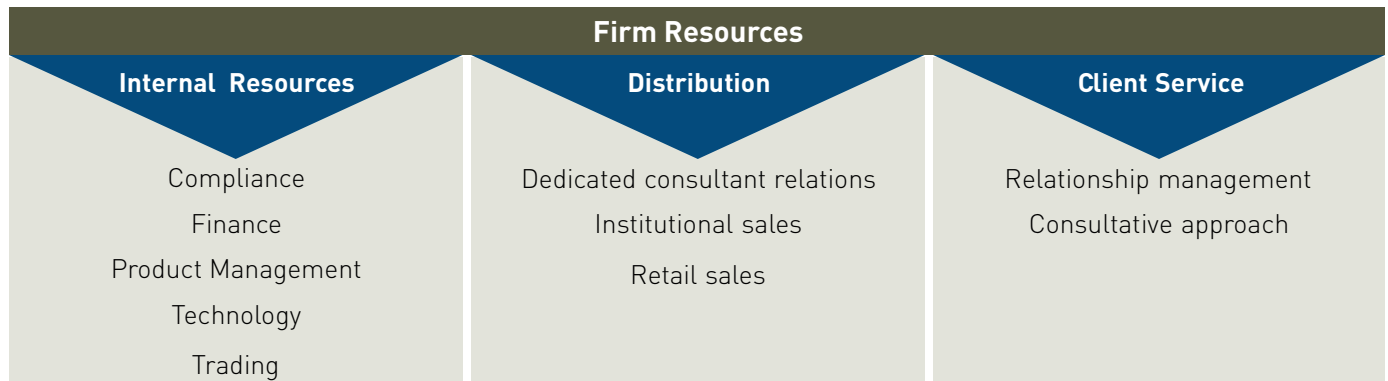 Firm Resources
Internal Resources
Compliance
Finance
Product Management
Technology
Trading
Distribution
Dedicated consultant relations
Institutional sales
Retail sales
Client Service
Relationship management
Consultative approach